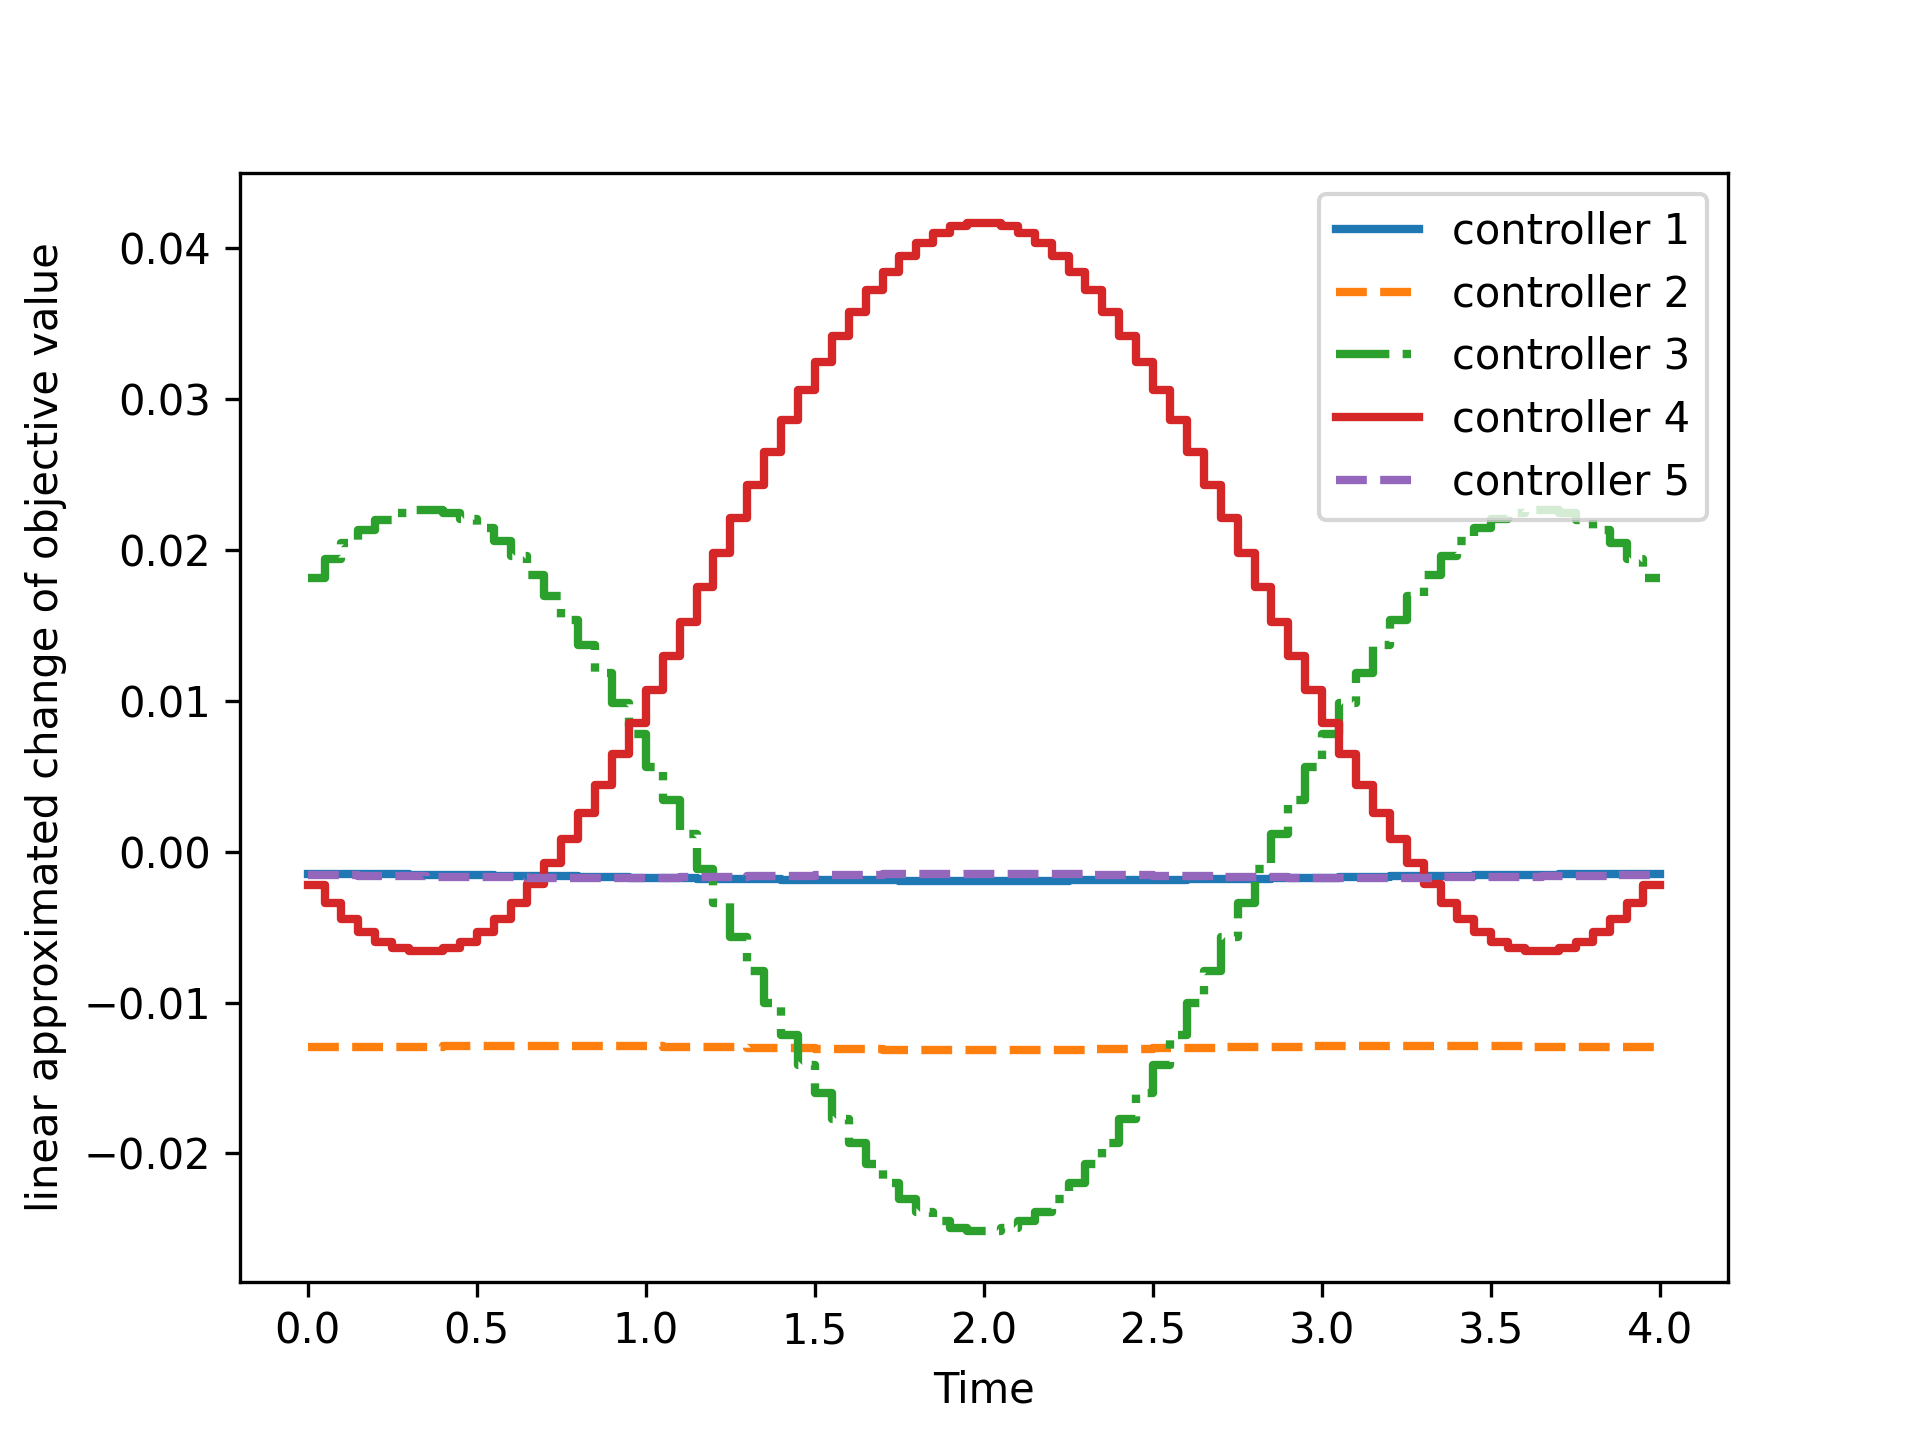 linear approximated change of objective value
0.04
0.03
0.02
0.01
0.00
−0.01
−0.02
controller 1
controller 2
controller 3
controller 4
controller 5
0.0 0.5 1.0 1.5 2.0 2.5 3.0 3.5 4.0
Time